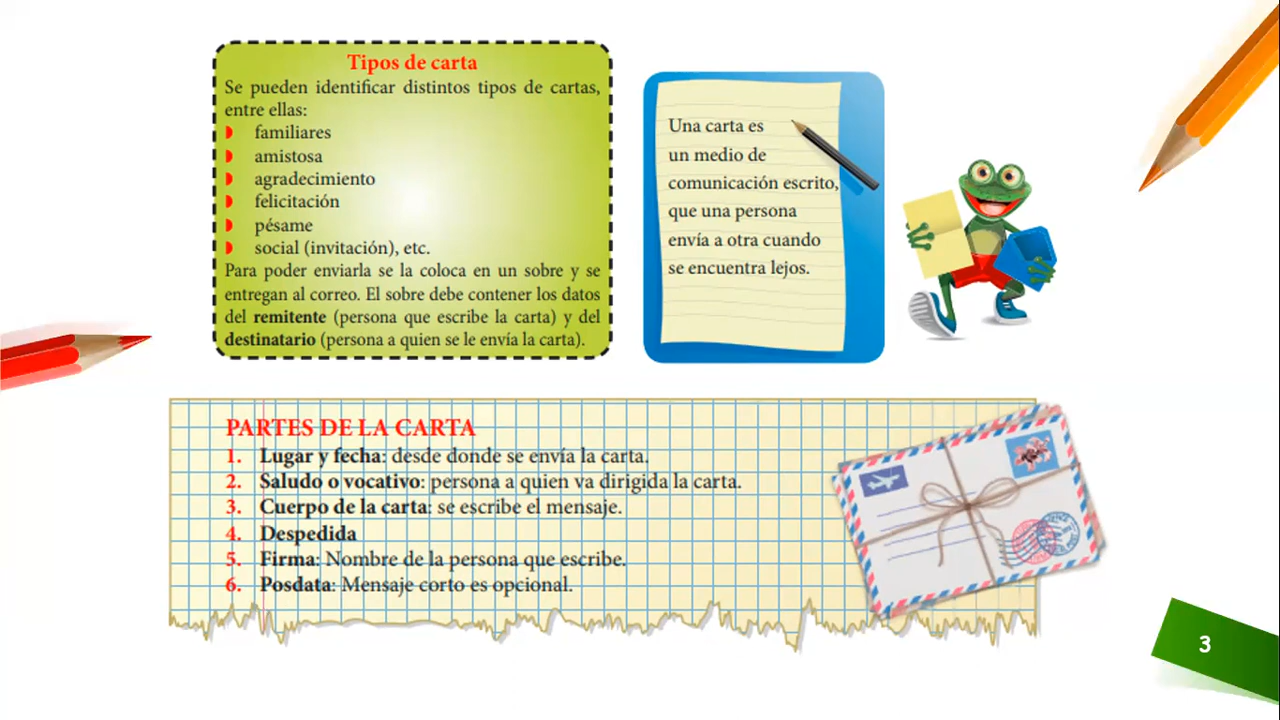 Tipos de carta
Se pueden identificar distintos tipos de cartas,
entre ellas:
familiares
amistosa
agradecimiento
felicitación
pésame
social (invitación), etc.
Para poder enviarla se la coloca en un sobre y se
entregan al correo. El sobre debe contener los datos
del remitente (persona que escribe la carta) y del
destinatario (persona a quien se le envía la carta).
Una carta es
un medio de
comunicación escrito,
que una persona
envía a otra cuando
se encuentra lejos.
PARTES DE LA CARTA
1. Lugar y fecha: desde donde se envía la carta.
2. Saludo o vocativo: persona a quien va dirigida la carta.
3. Cuerpo de la carta: se escribe el mensaje.
4. Despedida
5. Firma: Nombre de la persona que escribe.
6. Posdata: Mensaje corto es opcional.
3